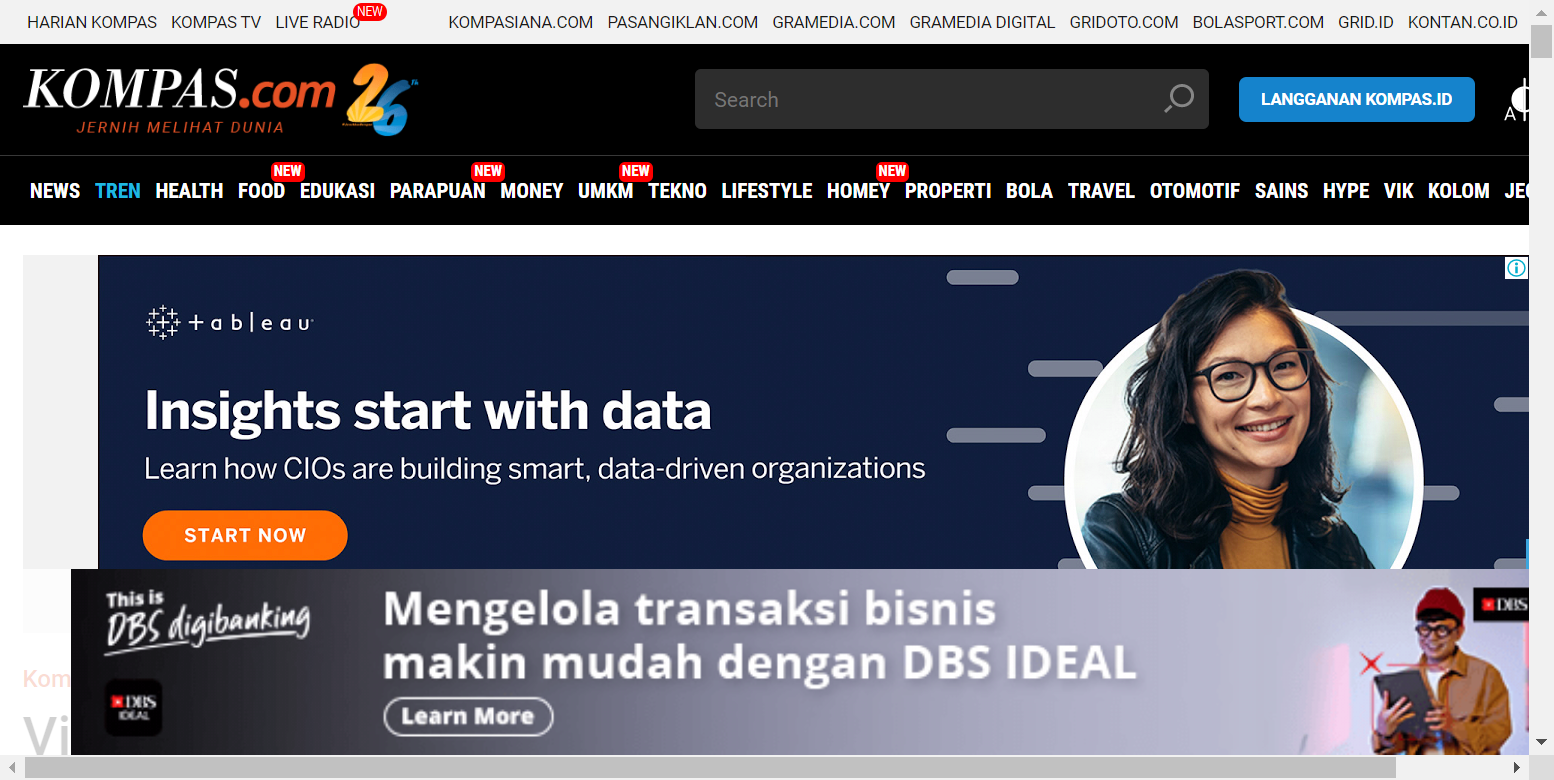 HARIAN KOMPAS KOMPAS TV LIVE RADIO NEW KOMPASIANA.COM PASANGIKLAN.COM GRAMEDIA.COM GRAMEDIA DIGITAL GRIDOTO.COM BOLASPORT.COM GRID.ID KONTAN.CO.ID
KOMPAS.com 26
JERNIH MELIHAT DUNIA
Search
LANGGANAN KOMPAS.ID
A
NEW NEW NEW NEW
NEWS TREN HEALTH FOOD EDUKASI PARAPUAN MONEY UMKM TEKNO LIFESTYLE HOMEY PROPERTI BOLA TRAVEL OTOMOTIF SAINS HYPE VIK KOLOM JEO
+ableau
Insights start with data
Learn how CIOs are building smart, data-driven organizations
START NOW
This is
DBS digibanking
Mengelola transaksi bisnis
makin mudah dengan DBS IDEAL
Learn More
DBS
IDEAL
DBS
Kom
Vi